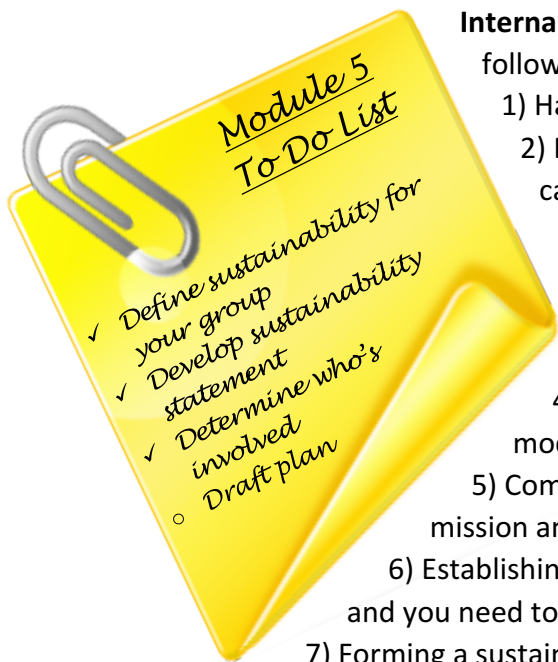 Module 5
To Do List
✓ Define sustainability for
your group
✓ Develop sustainability
statement
✓ Determine who's
involved
○ Draft plan
Interna
follow
1) Ha
2)
ca
4
mod
5) Com
mission an
6) Establishin
and you need to
7) Forming a sustain